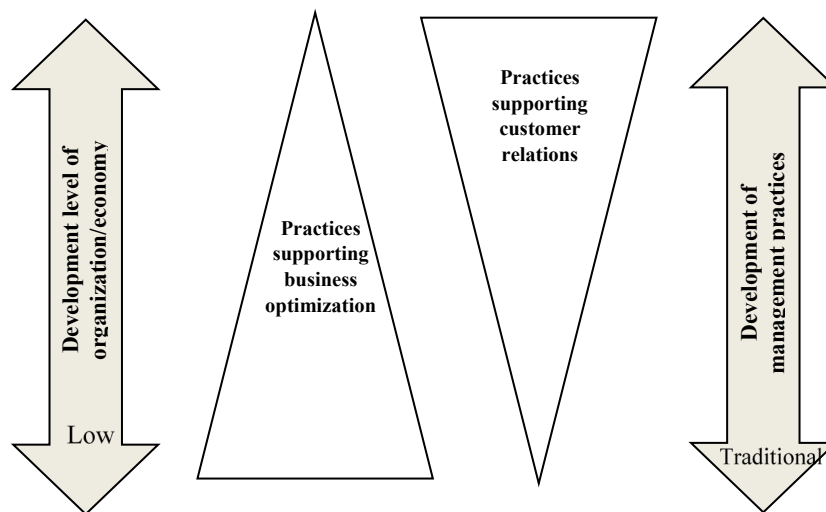 Development level of
organization/economy
Low
Practices
supporting
business
optimization
Practices
supporting
customer
relations
Development of
management practices
Traditional